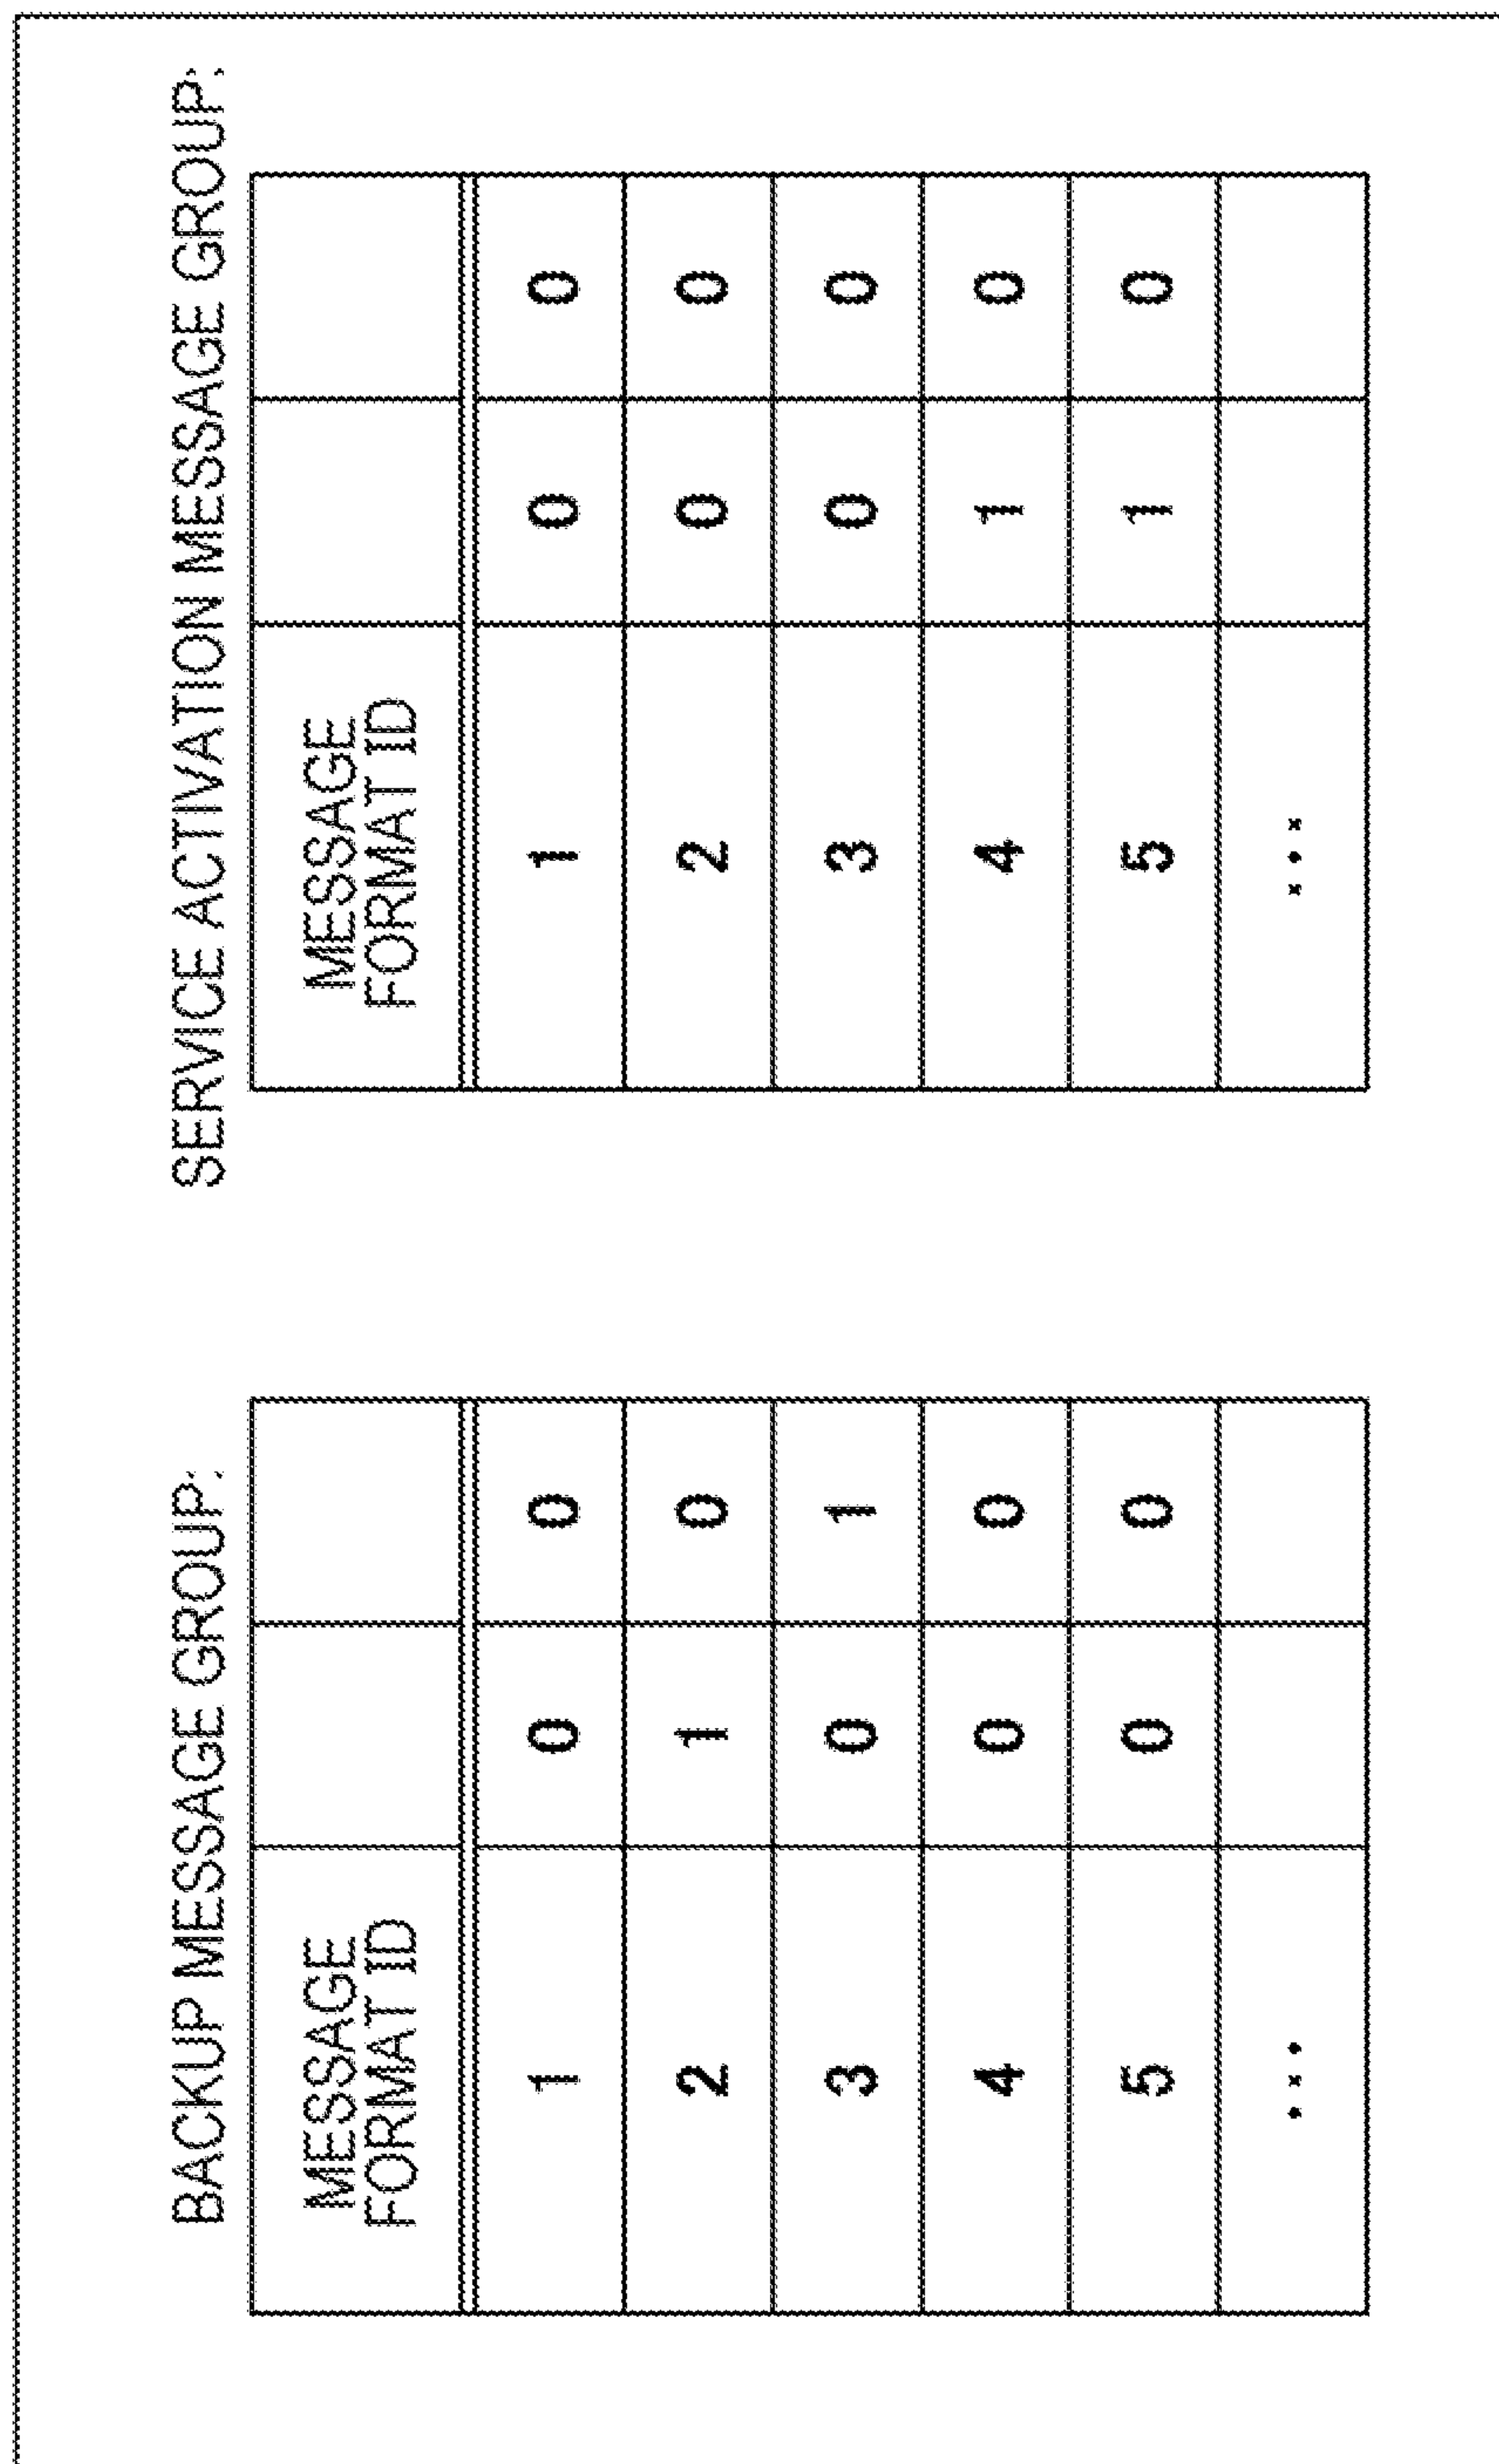 BACKUP MESSAGE GROUP:
MESSAGE
FORMAT ID
1 0 0
2 1 0
3 0 1
4 0 0
5 0 0
...
SERVICE ACTIVATION MESSAGE GROUP:
MESSAGE
FORMAT ID
1 0 0
2 0 0
3 0 0
4 1 0
5 1 0
...